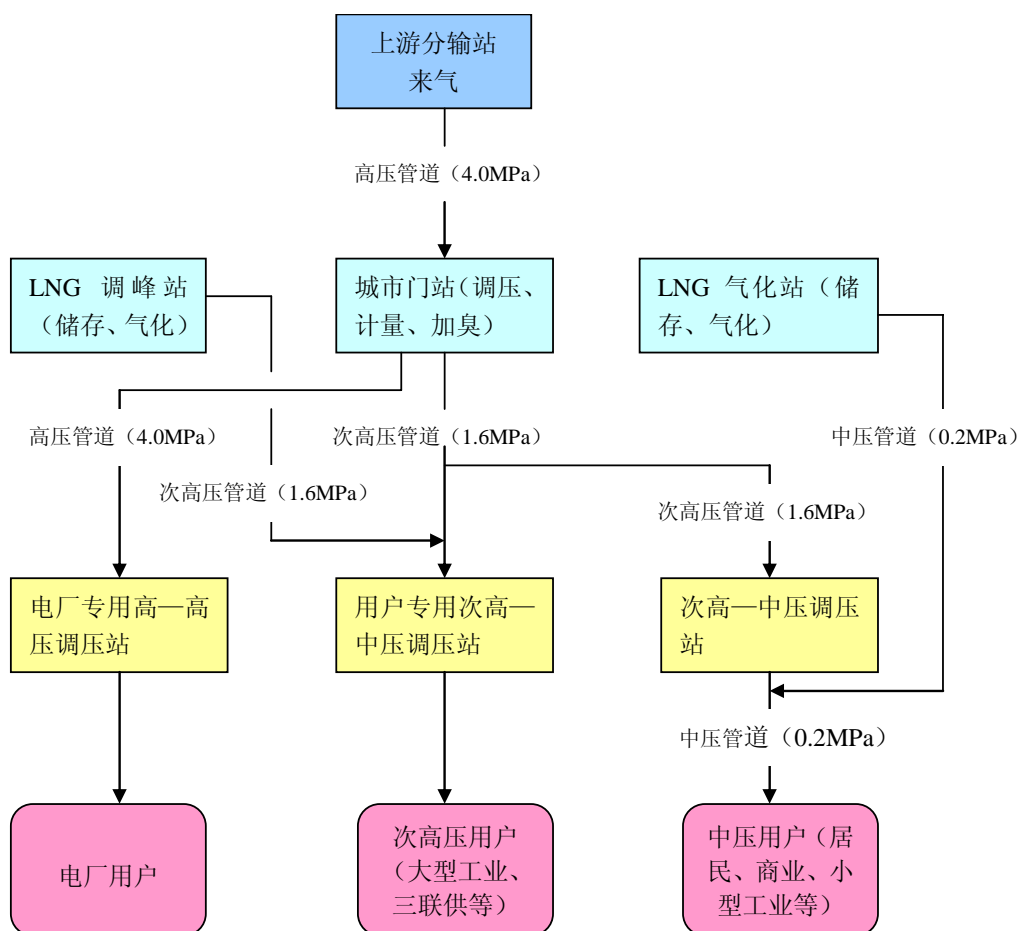 上游分输站
来气
高压管道（4.0MPa）
LNG 调峰站
（储存、气化）
城市门站（调压、
计量、加臭）
LNG 气化站（储
存、气化）
高压管道（4.0MPa）
次高压管道（1.6MPa）
中压管道（0.2MPa）
次高压管道（1.6MPa）
次高压管道（1.6MPa）
电厂专用高—高
压调压站
用户专用次高—
中压调压站
次高—中压调压
站
中压管道（0.2MPa）
电厂用户
次高压用户
（大型工业、
三联供等）
中压用户（居
民、商业、小
型工业等）